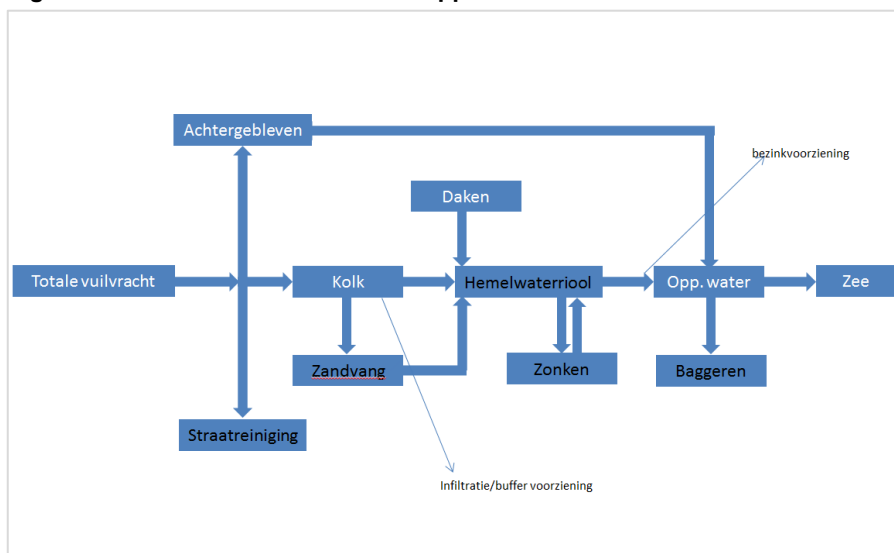 Achtergebleven
bezinkvoorziening
Daken
Totale vuilvracht
Kolk
Hemelwaterriool
Opp. water
Zee
Zandvang
Zonken
Baggeren
Straatreiniging
Infiltratie/buffer voorziening